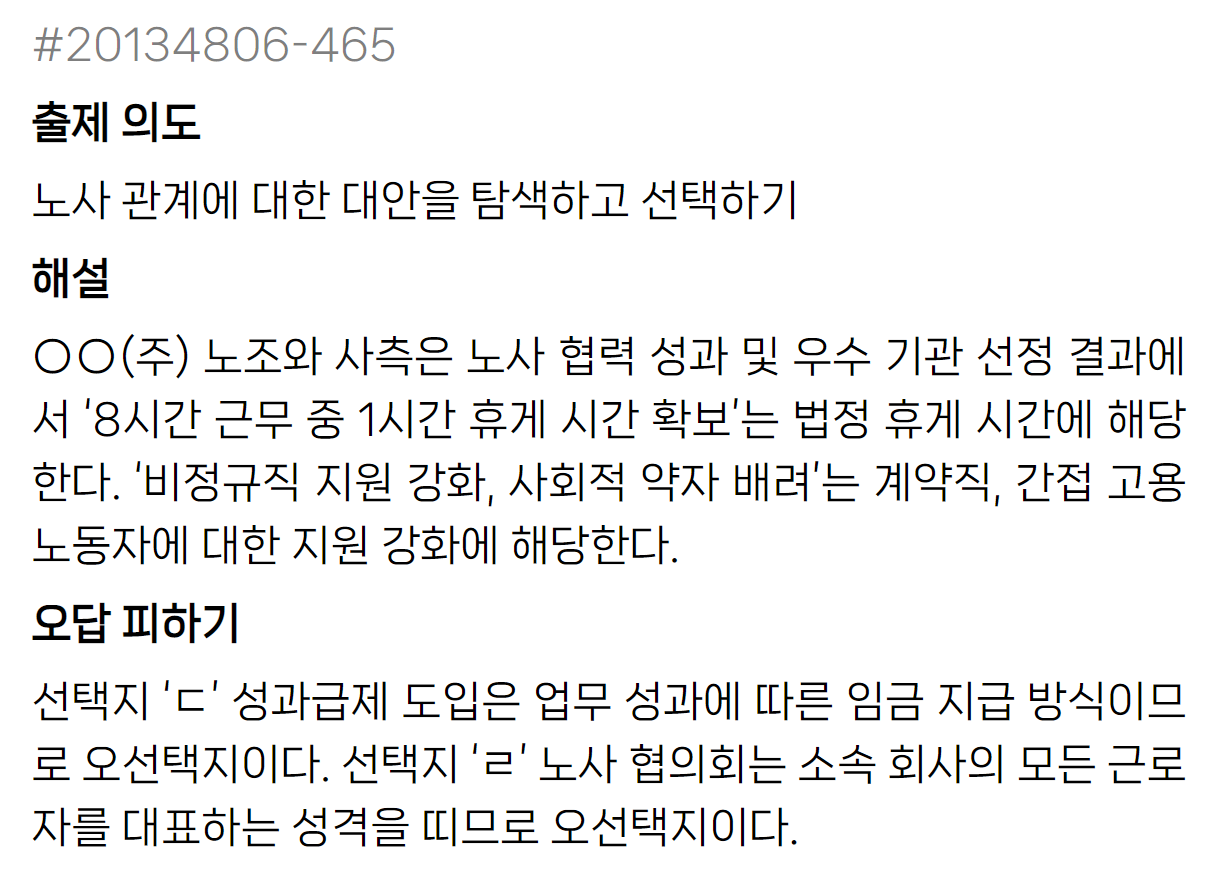 #20134806-465
출제 의도
노사 관계에 대한 대안을 탐색하고 선택하기
해설
○○(주) 노조와 사측은 노사 협력 성과 및 우수 기관 선정 결과에
서 ‘8시간 근무 중 1시간 휴게 시간 확보’는 법정 휴게 시간에 해당
한다. ‘비정규직 지원 강화, 사회적 약자 배려’는 계약직, 간접 고용
노동자에 대한 지원 강화에 해당한다.
오답 피하기
선택지 ‘ㄷ’ 성과급제 도입은 업무 성과에 따른 임금 지급 방식이므
로 오선택지이다. 선택지 ‘ㄹ’ 노사 협의회는 소속 회사의 모든 근로
자를 대표하는 성격을 띠므로 오선택지이다.